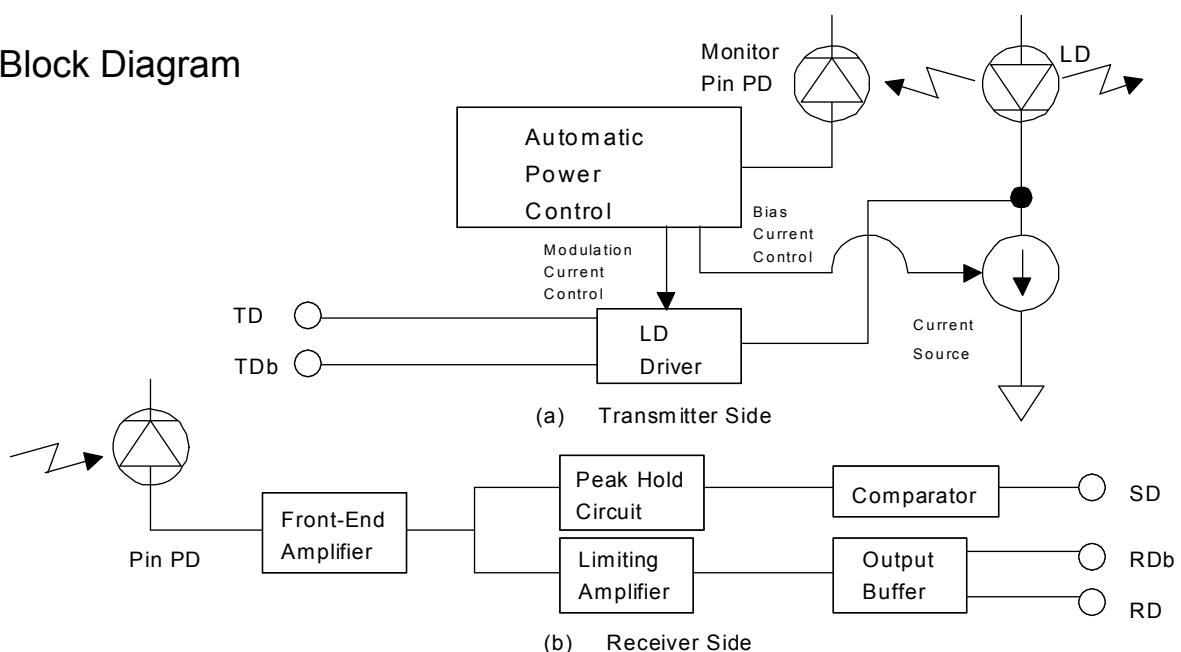 Block Diagram
Monitor
Pin PD
LD
Automatic
Power
Control
Bias
Current
Control
Modulation
Current
Control
TD
TDb
LD
Driver
Current
Source
(a) Transmitter Side
Pin PD
Front-End
Amplifier
Peak Hold
Circuit
Comparator
SD
Limiting
Amplifier
Output
Buffer
RDb
RD
(b) Receiver Side